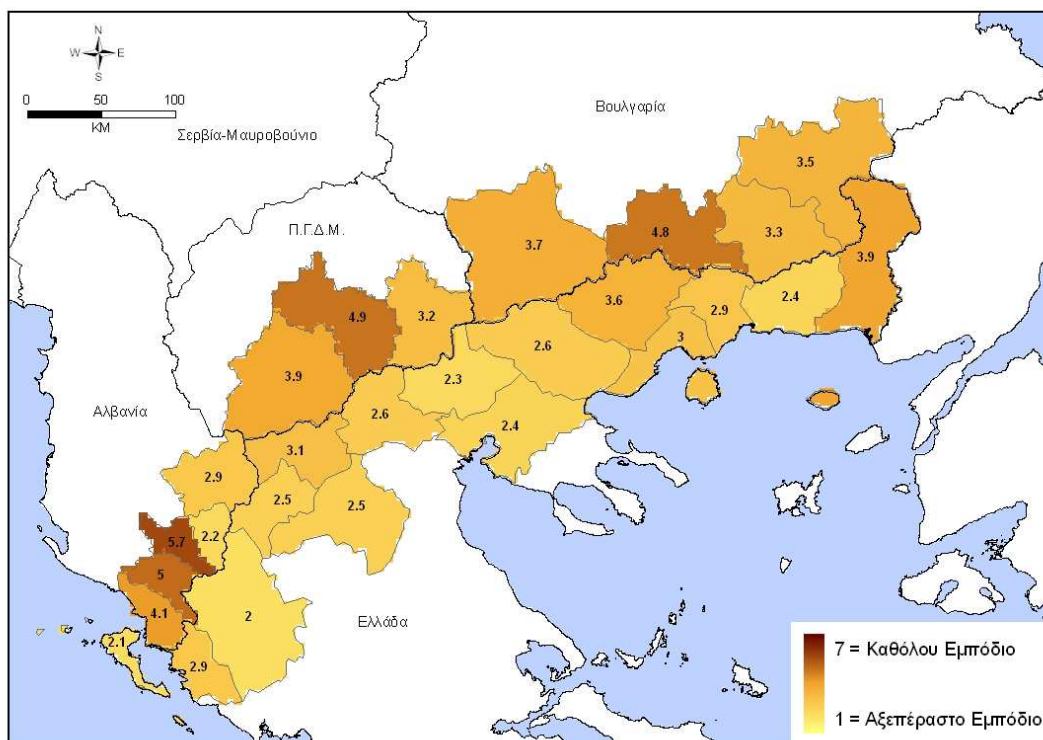 N
W E
S
0 50 100
ΚΜ
Σερβία-Μαυροβούνιο
Βουλγαρία
Π.Γ.Δ.Μ.
Αλβανία
Ελλάδα
3.5
4.8
3.3
3.7
3.9
3.6
2.9
2.4
4.9
3.2
3
2.6
3.9
2.3
2.6
2.4
3.1
2.9
2.5
2.5
2.2
5.7
5
4.1
2
2.1
2.9
7 = Καθόλου Εμπόδιο
1 = Αξεπέραστο Εμπόδιο